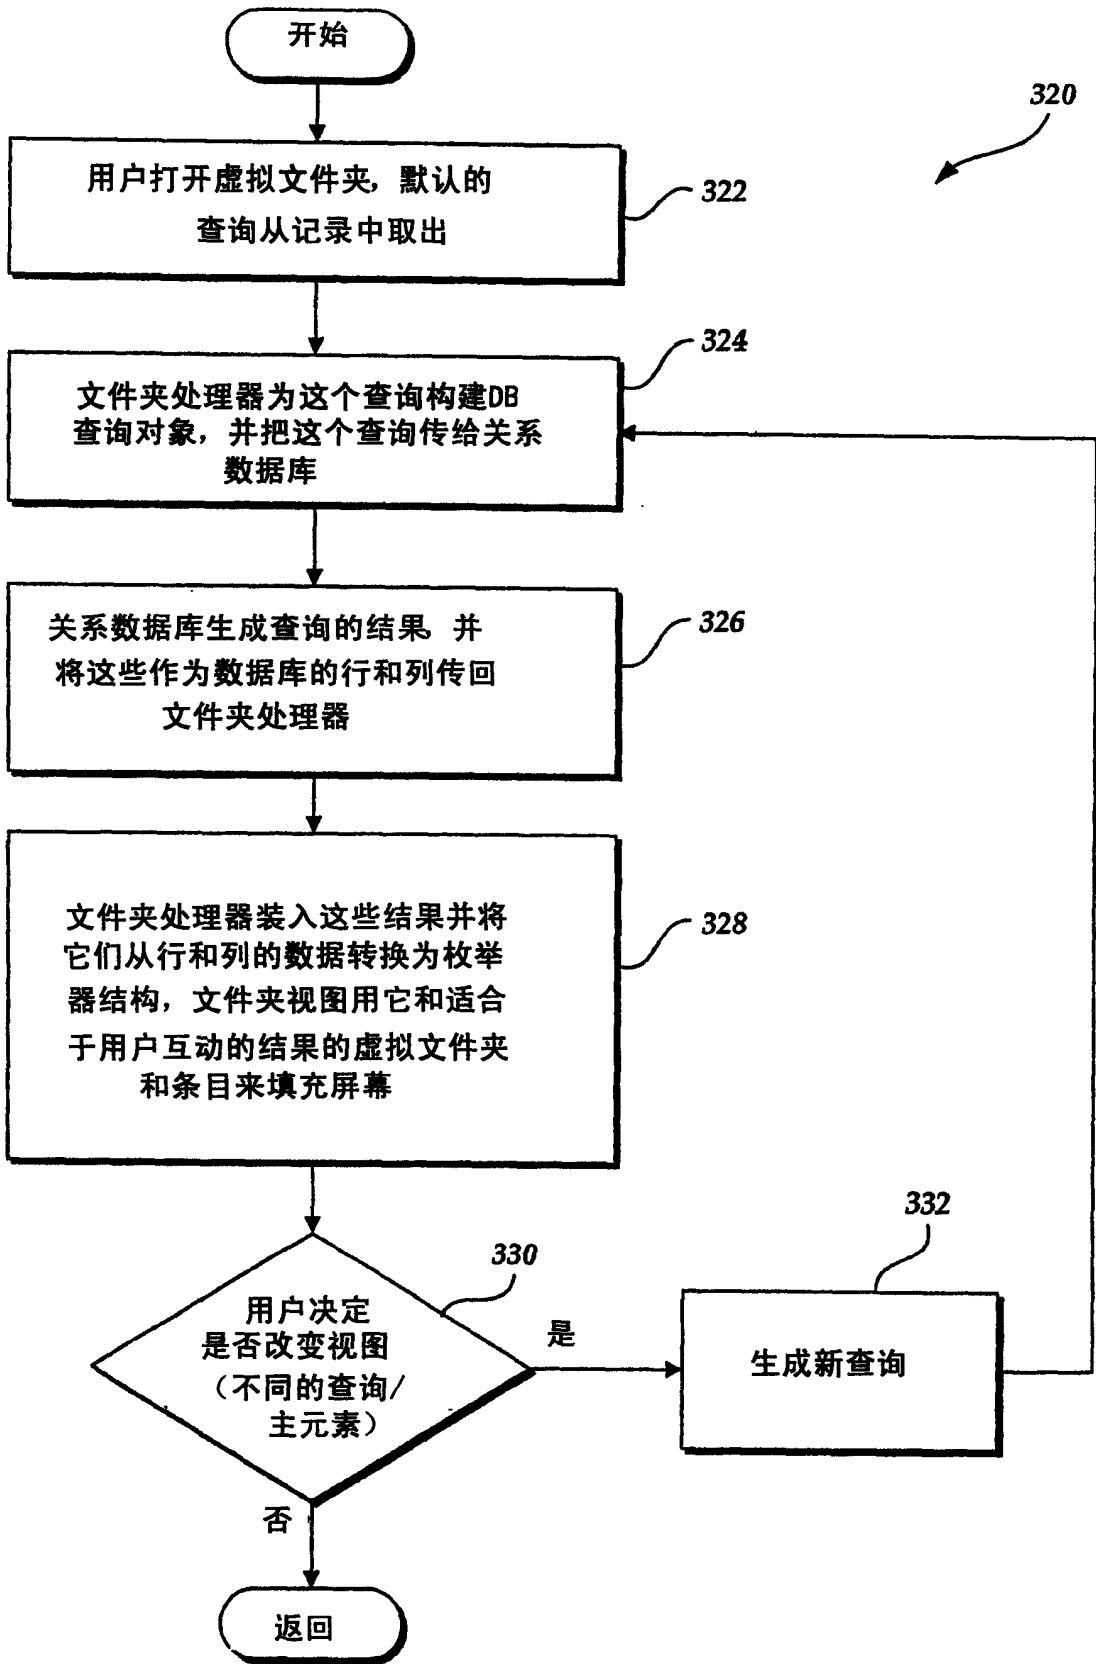 开始
320
用户打开虚拟文件夹，默认的
查询从记录中取出
322
324
文件夹处理器为这个查询构建DB
查询对象，并把这个查询传给关系
数据库
关系数据库生成查询的结果，并
将这些作为数据库的行和列传回
文件夹处理器
326
文件夹处理器装入这些结果并将
它们从行和列的数据转换为枚举
器结构，文件夹视图用它和适合
于用户互动的结果的虚拟文件夹
和条目来填充屏幕
328
330
用户决定
是否改变视图
（不同的查询/
主元素）
是
332
生成新查询
否
返回